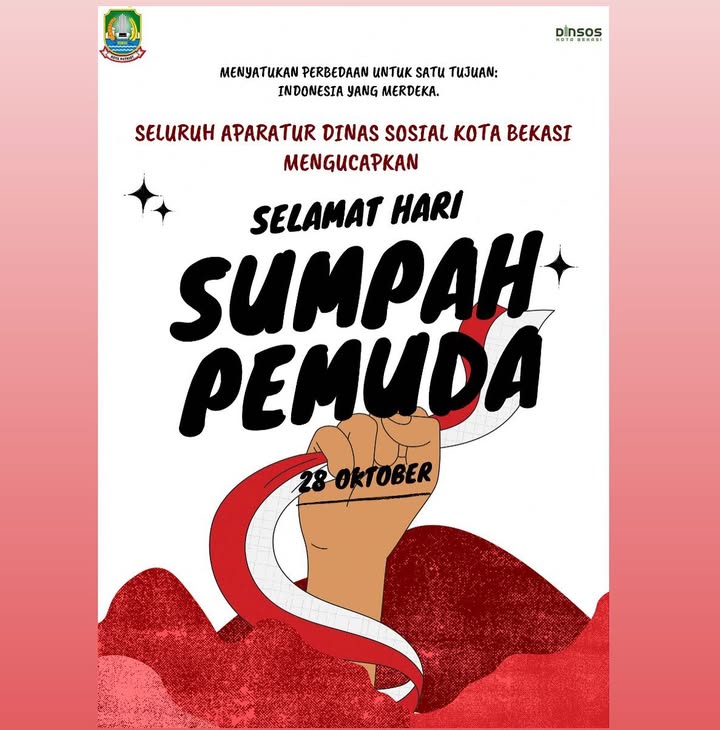 DINSOS
KOTA BEKASI
MENYATUKAN PERBEDAAN UNTUK SATU TUJUAN:
INDONESIA YANG MERDEKA.
SELURUH APARATUR DINAS SOSIAL KOTA BEKASI
MENGUCAPKAN
SELAMAT HARI
SUMPAH
PEMUDA
28 OKTOBER